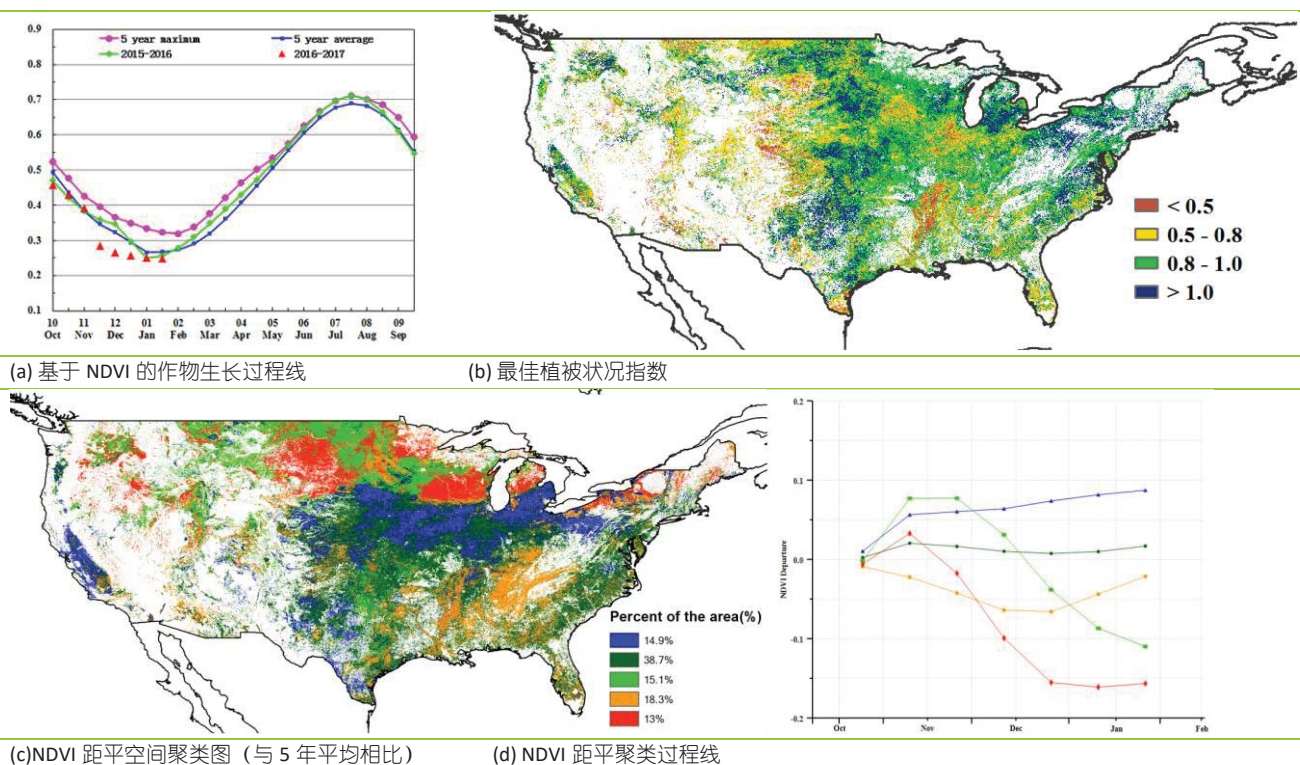 5 year maximum
5 year average
2015-2016
2016-2017
0.9
0.8
0.7
0.6
0.5
0.4
0.3
0.2
0.1
10 11 12 01 02 03 04 05 06 07 08 09
Oct Nov Dec Jan Feb Mar Apr May Jun Jul Aug Sep
< 0.5
0.5 - 0.8
0.8 - 1.0
> 1.0
(a) 基于 NDVI 的作物生长过程线
(b) 最佳植被状况指数
Percent of the area(%)
14.9%
38.7%
15.1%
18.3%
13%
0.2
0.1
0.0
-0.1
-0.2
NDVI Departure
Oct Nov Dec Jan Feb
(c)NDVI 距平空间聚类图（与 5 年平均相比）
(d) NDVI 距平聚类过程线